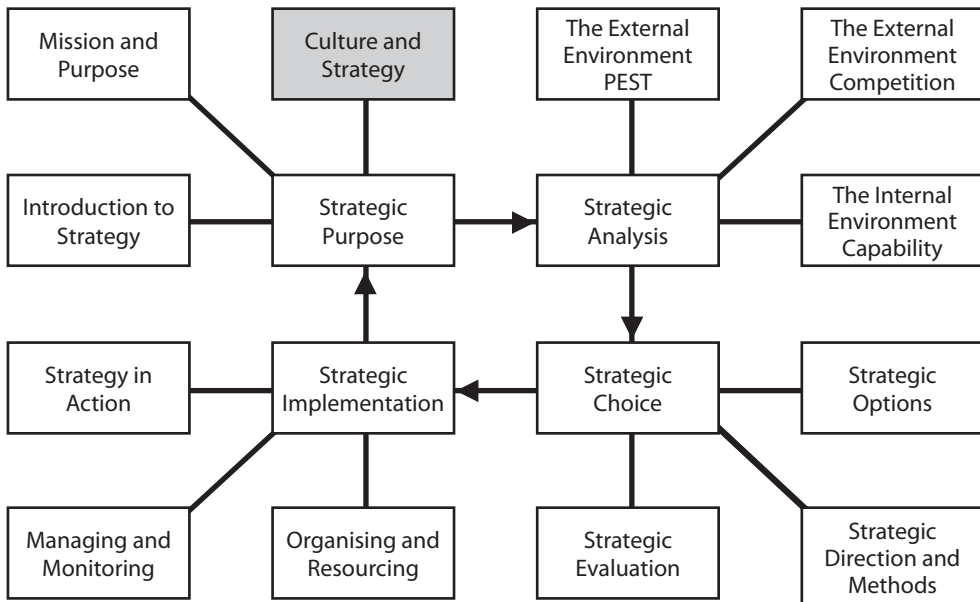 Mission and
Purpose
Culture and
Strategy
The External
Environment
PEST
The External
Environment
Competition
Introduction to
Strategy
Strategic
Purpose
Strategic
Analysis
The Internal
Environment
Capability
Strategy in
Action
Strategic
Implementation
Strategic
Choice
Strategic
Options
Managing and
Monitoring
Organising and
Resourcing
Strategic
Evaluation
Strategic
Direction and
Methods